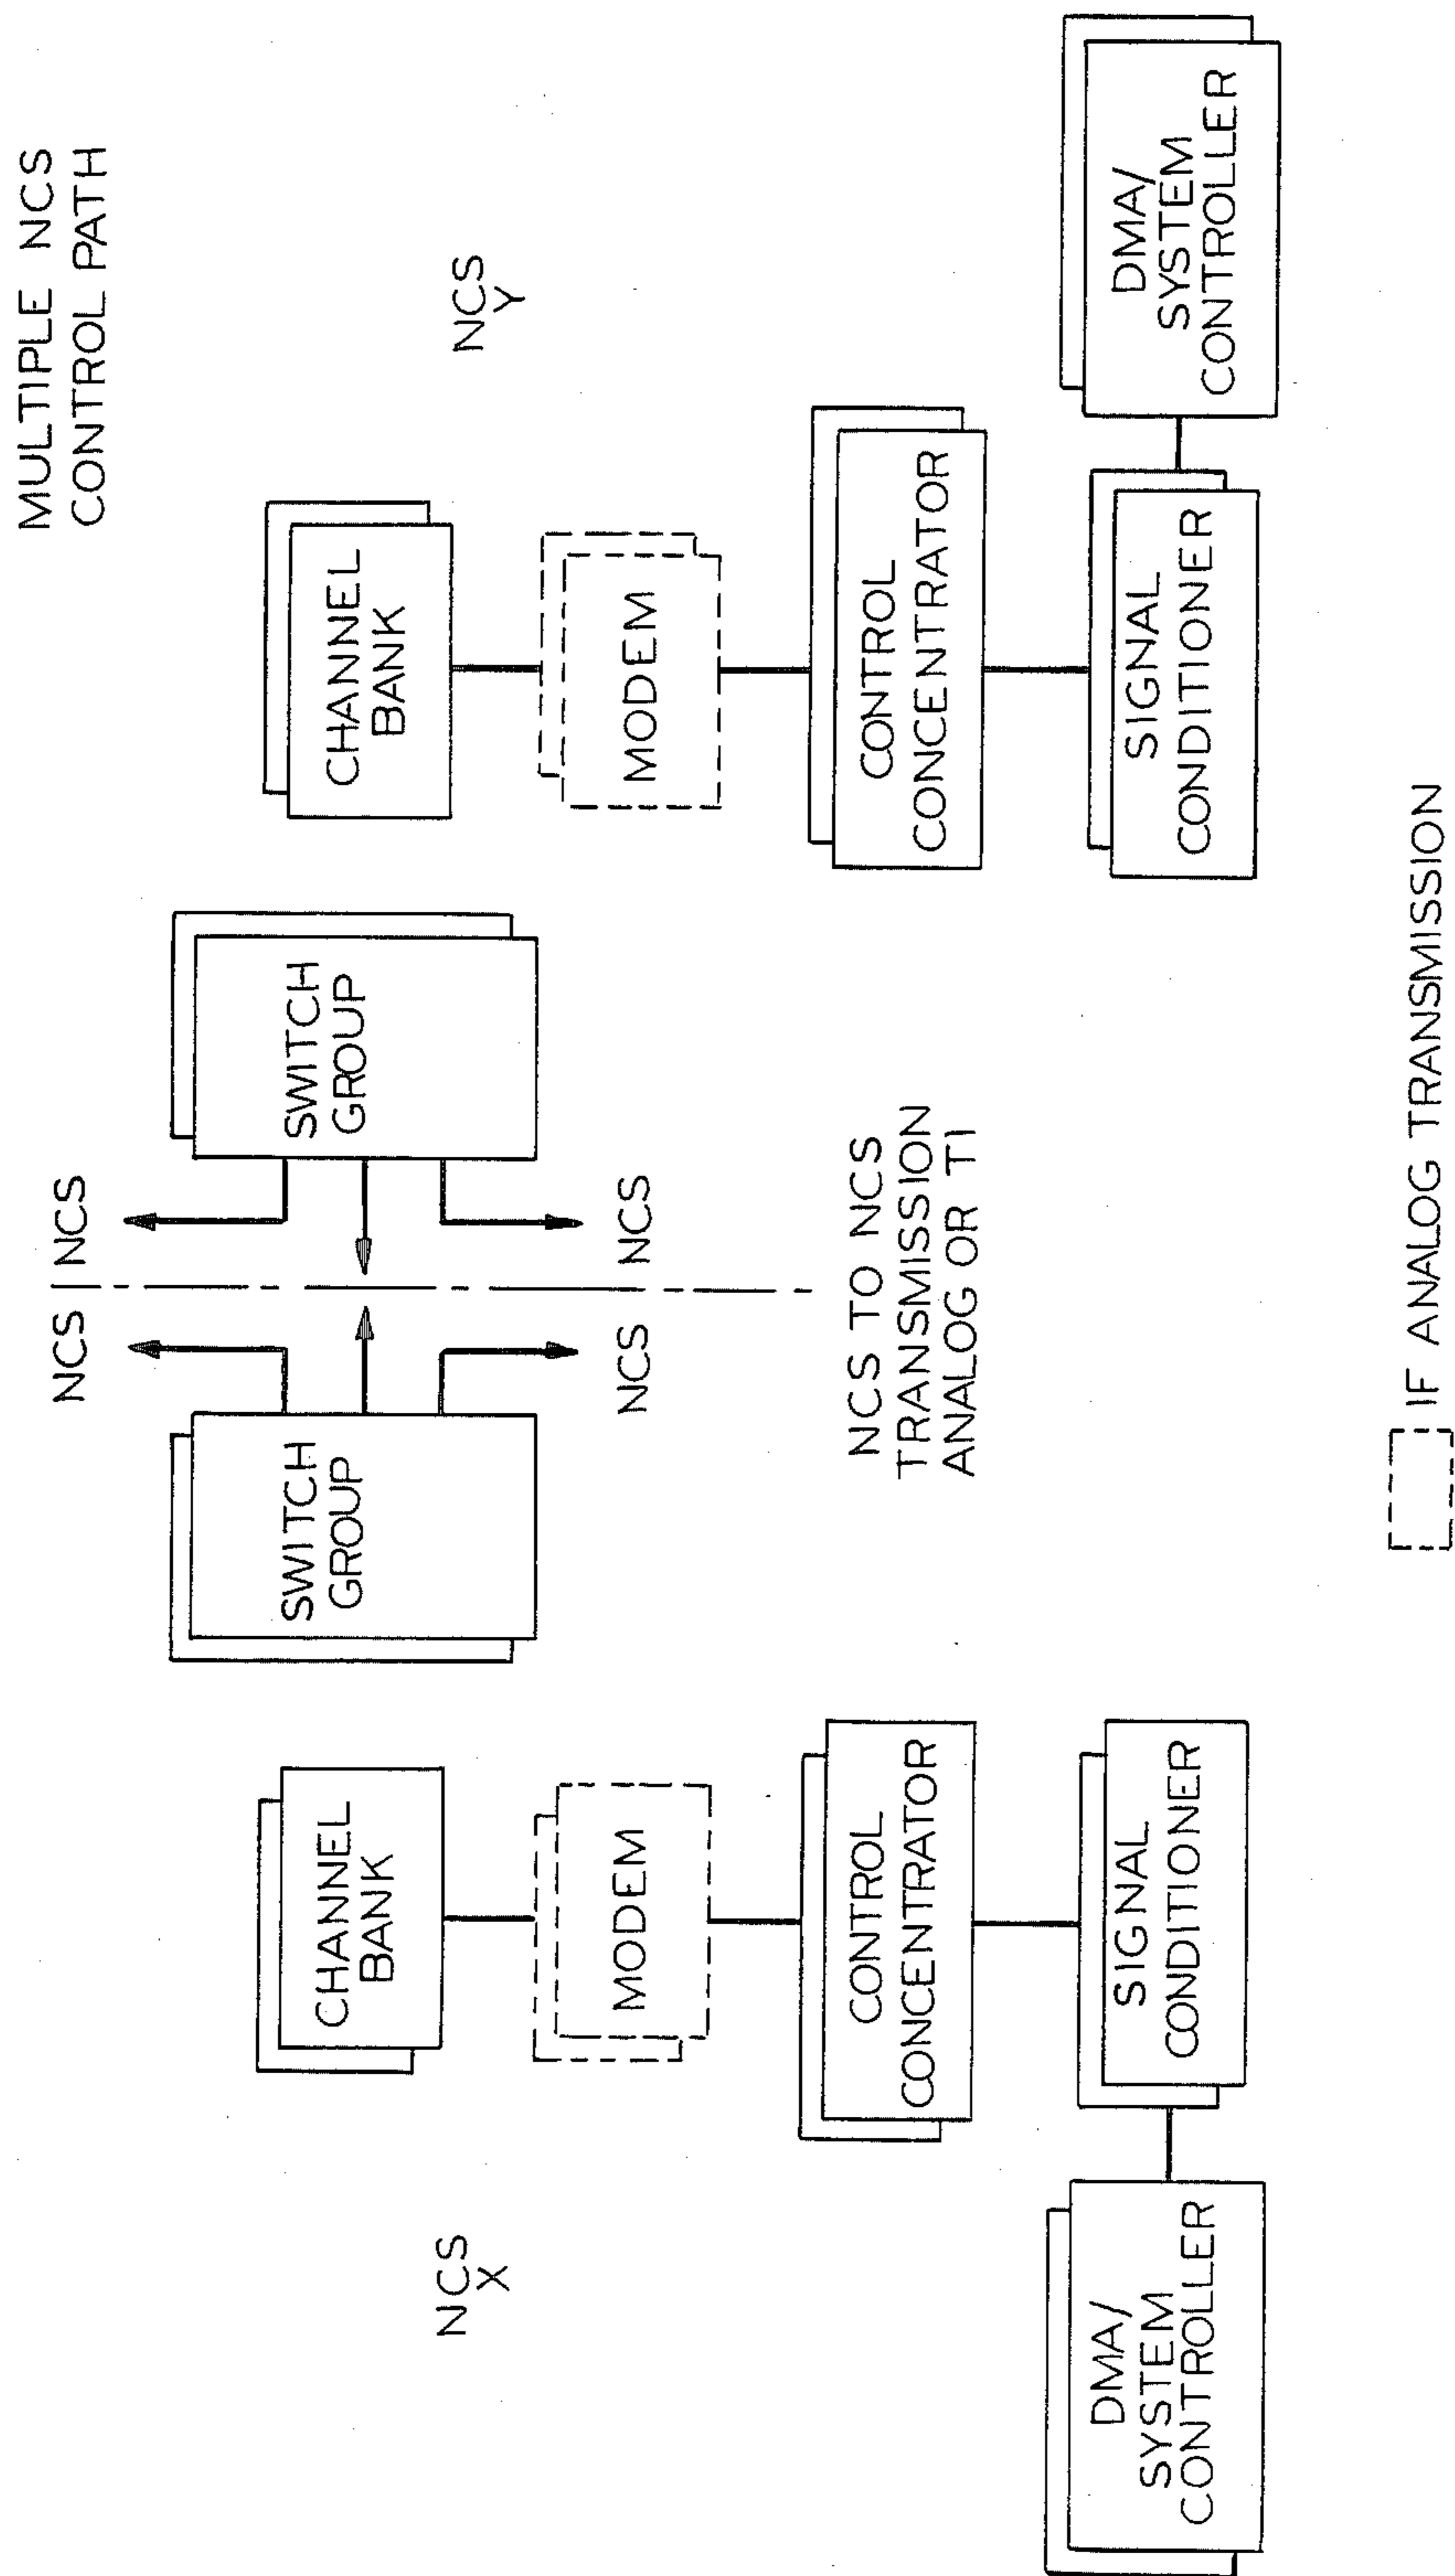 MULTIPLE NCS
CONTROL PATH
NCS
NCS
SWITCH
GROUP
SWITCH
GROUP
NCS
NCS
CHANNEL
BANK
CHANNEL
BANK
NCS
X
NCS
Y
MODEM
MODEM
NCS TO NCS
TRANSMISSION
ANALOG OR T1
CONTROL
CONCENTRATOR
CONTROL
CONCENTRATOR
DMA/
SYSTEM
CONTROLLER
SIGNAL
CONDITIONER
SIGNAL
CONDITIONER
DMA/
SYSTEM
CONTROLLER
IF ANALOG TRANSMISSION